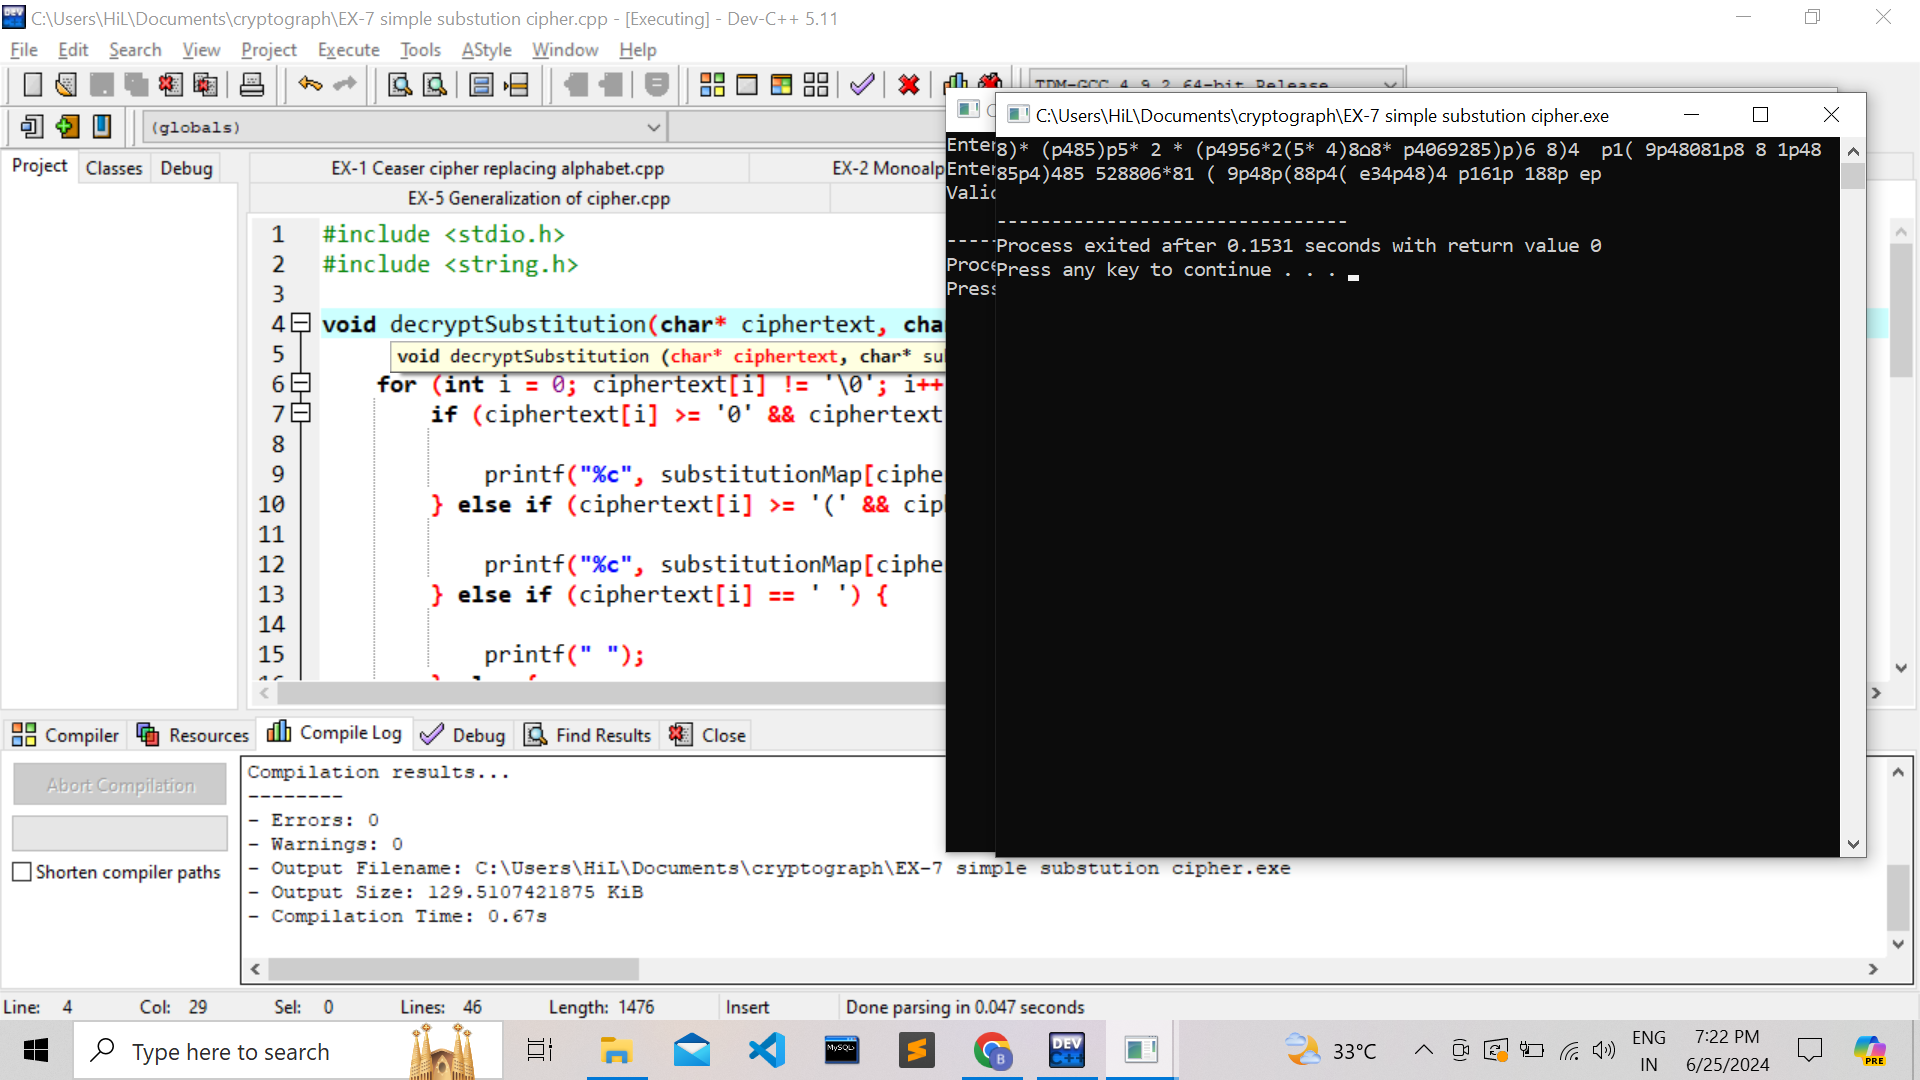 C:\Users\HiL\Documents\cryptograph\EX-7 simple substution cipher.cpp - [Executing] - Dev-C++ 5.11
File Edit Search View Project Execute Tools AStyle Window Help
TDM-GCC 4.9.2 64-bit Release
(globals)
Project Classes Debug
EX-1 Ceaser cipher replacing alphabet.cpp
EX-2 Monoalp
EX-5 Generalization of cipher.cpp
1 #include <stdio.h>
2 #include <string.h>
3
4 void decryptSubstitution(char* ciphertext, cha
5 void decryptSubstitution (char* ciphertext, char* su
6 for (int i = 0; ciphertext[i] != '\0'; i++
7 if (ciphertext[i] >= '0' && ciphertext
8
9 printf("%c", substitutionMap[ciphe
10 } else if (ciphertext[i] >= '(' && cip
11
12 printf("%c", substitutionMap[ciphe
13 } else if (ciphertext[i] == ' ') {
14
15 printf(" ");
Enter
Enter
Valid
-----
Proce
Press
C:\Users\HiL\Documents\cryptograph\EX-7 simple substution cipher.exe
8)* (p485)p5* 2 * (p4956*2(5* 4)8⌂8* p4069285)p)6 8)4  p1( 9p48081p8 8 1p48
85p4)485 528806*81 ( 9p48p(88p4( e34p48)4 p161p 188p ep
--------------------------------
Process exited after 0.1531 seconds with return value 0
Press any key to continue . . .
Compiler Resources Compile Log Debug Find Results Close
Abort Compilation
Shorten compiler paths
Compilation results...
--------
- Errors: 0
- Warnings: 0
- Output Filename: C:\Users\HiL\Documents\cryptograph\EX-7 simple substution cipher.exe
- Output Size: 129.5107421875 KiB
- Compilation Time: 0.67s
Line: 4 Col: 29 Sel: 0 Lines: 46 Length: 1476 Insert Done parsing in 0.047 seconds
Type here to search
MySQL
DEV
C++
B
33°C
ENG
IN
7:22 PM
6/25/2024
PRE